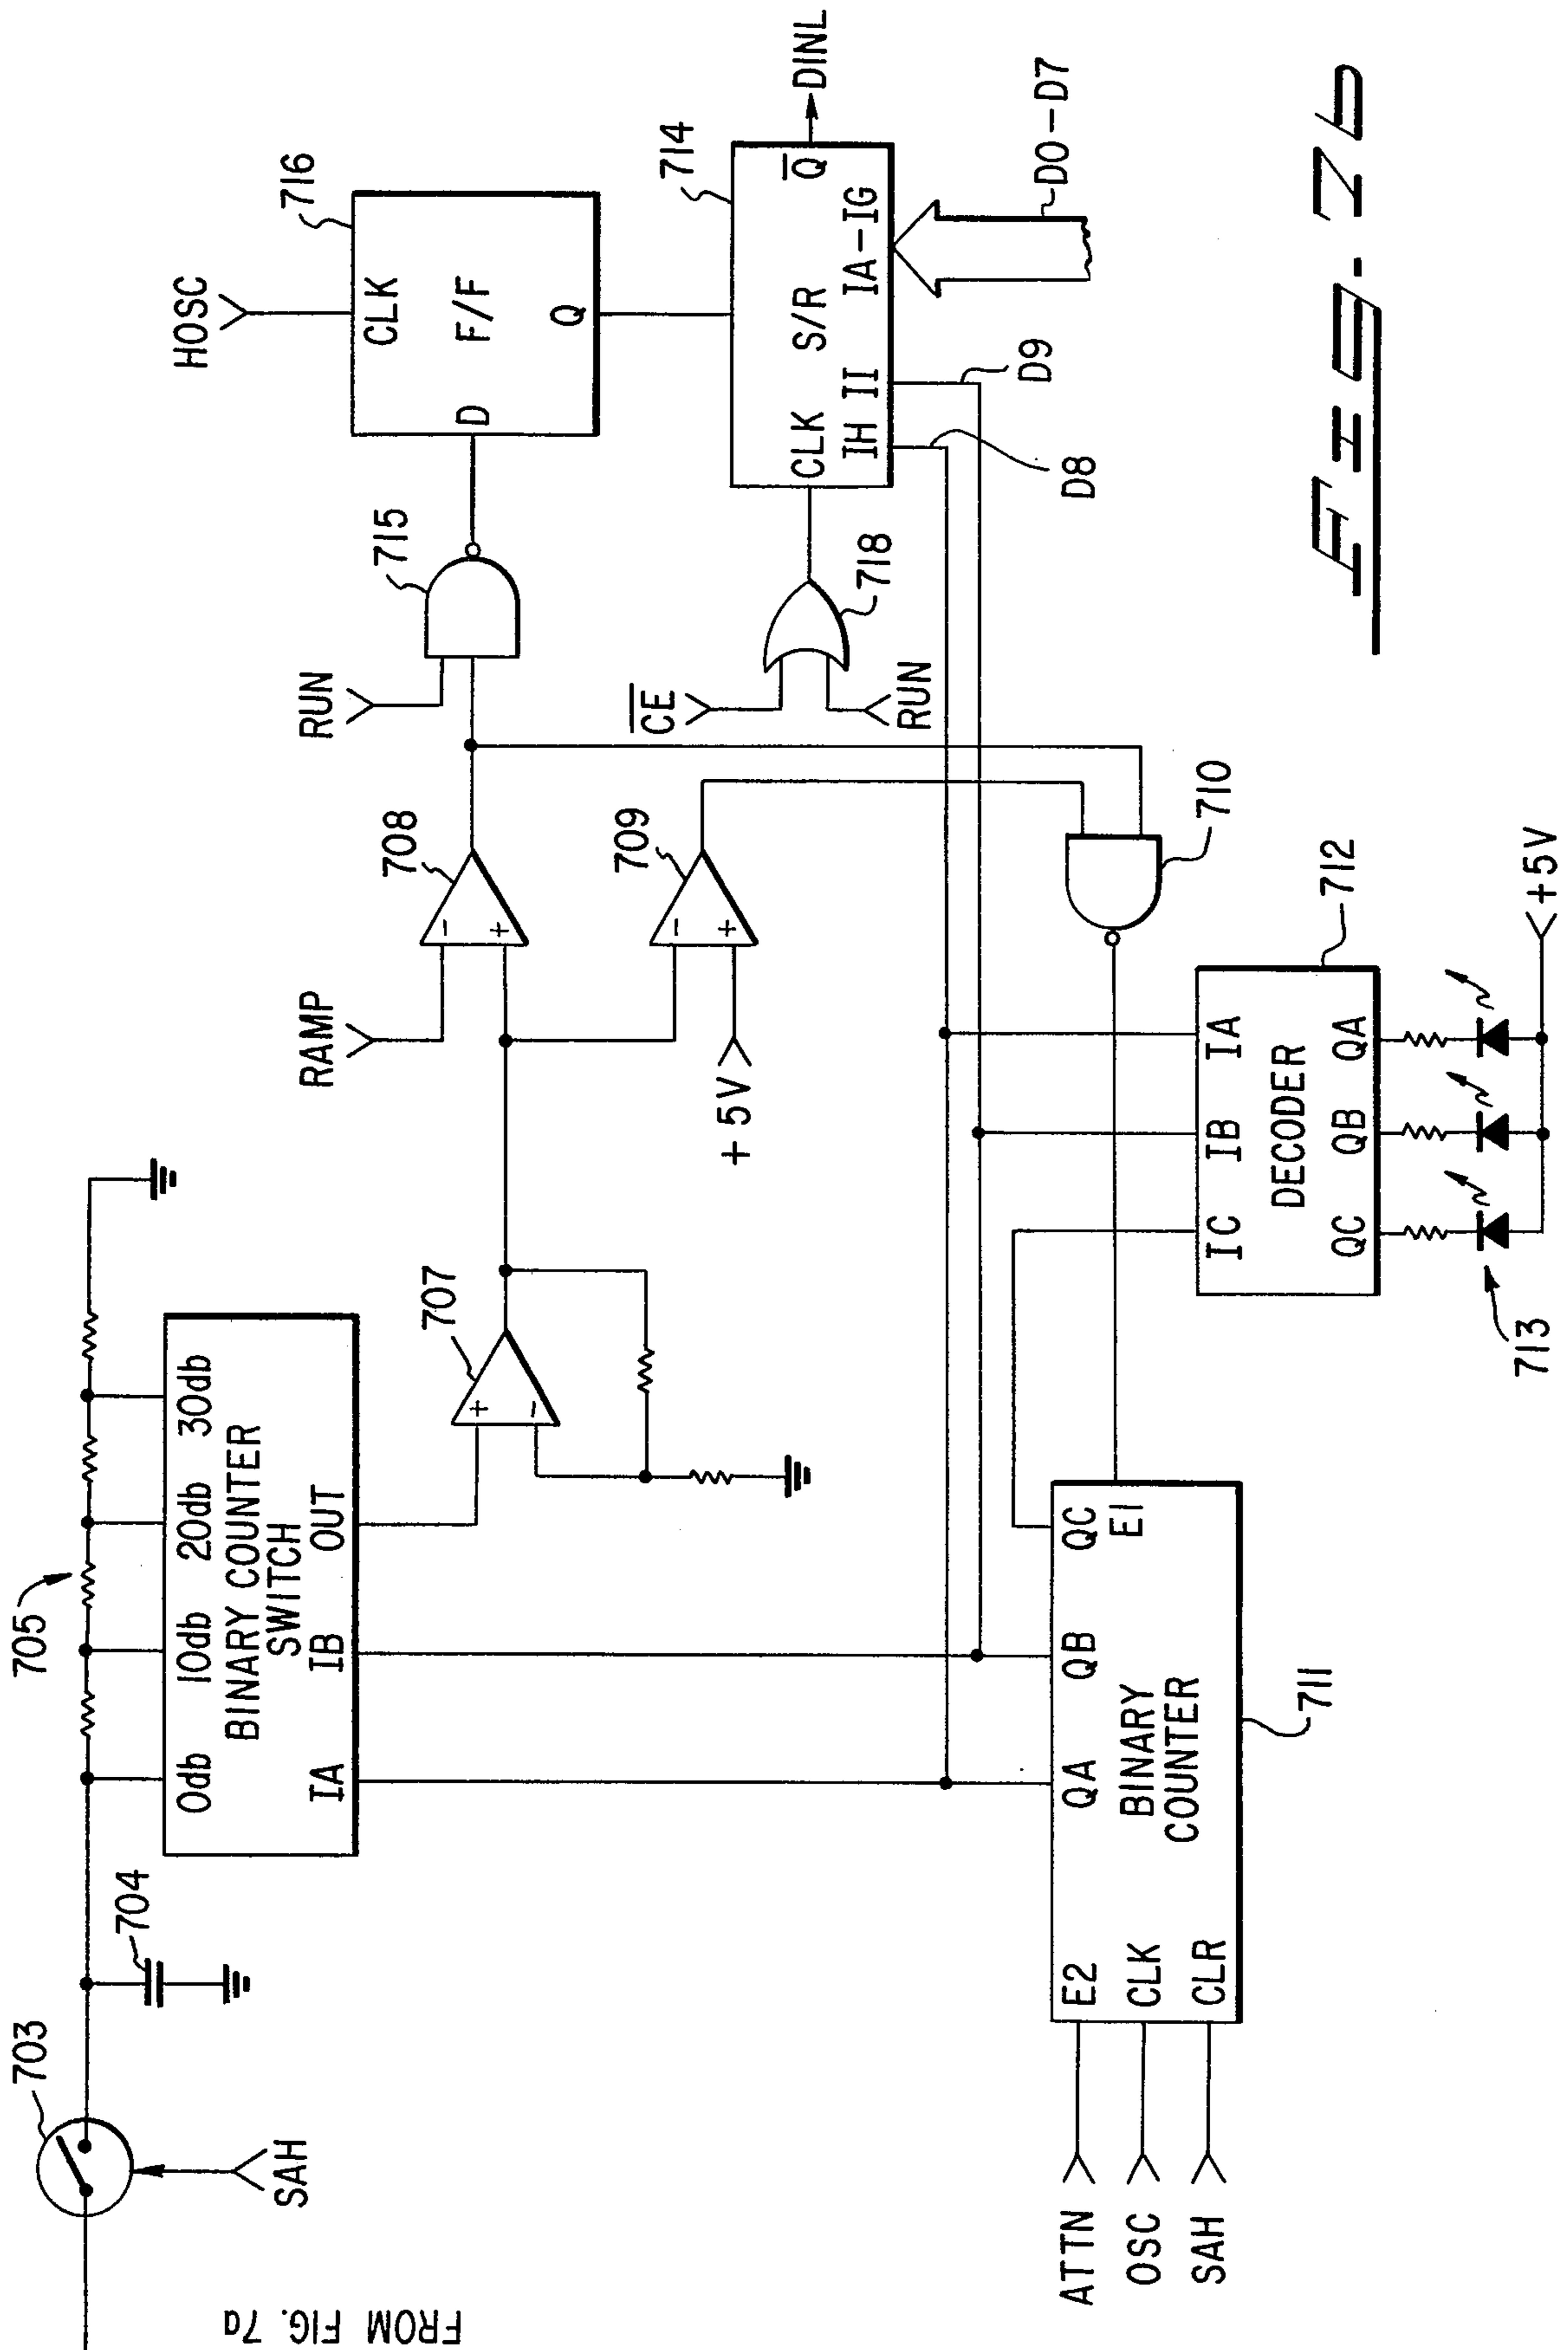 FROM FIG. 7a
703
SAH
704
705
0db 10db 20db 30db
BINARY COUNTER
SWITCH
IA IB OUT
707
+
−
RAMP
708
−
+
709
−
+
+5V
RUN
715
HOSC
716
CLK
D F/F
Q
714
CLK S/R Q̅
IH II IA-IG
DINL
D0-D7
D9
D8
C̅E̅
RUN
718
710
ATTN
OSC
SAH
E2
CLK
CLR
QA QB QC
E1
BINARY
COUNTER
711
712
IC IB IA
DECODER
QC QB QA
713
+5V
FIG-7b